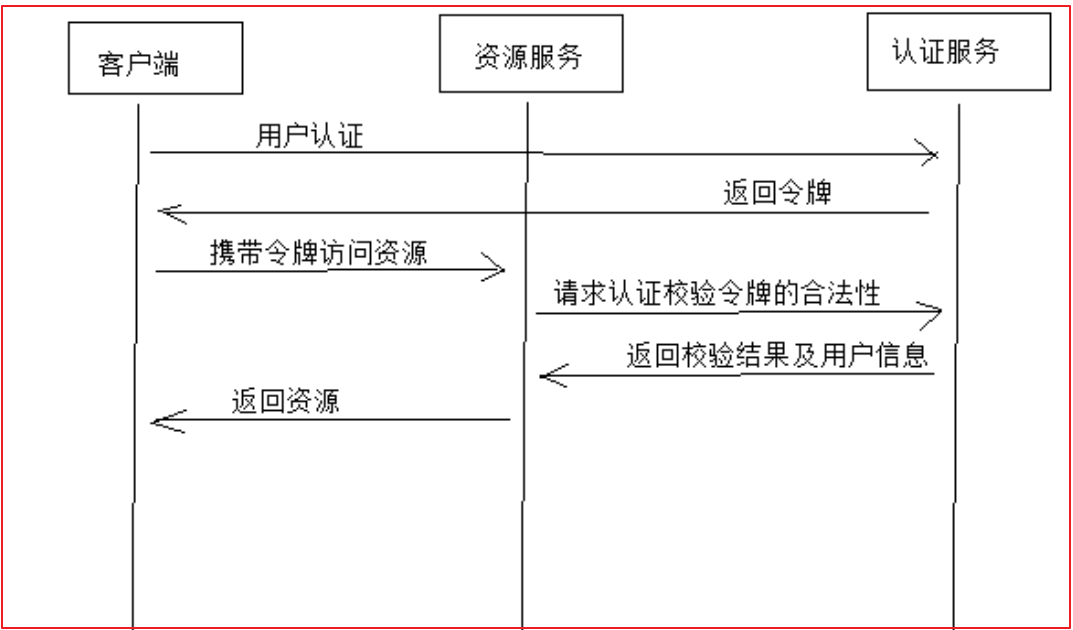 客户端
资源服务
认证服务
用户认证
返回令牌
携带令牌访问资源
请求认证校验令牌的合法性
返回校验结果及用户信息
返回资源